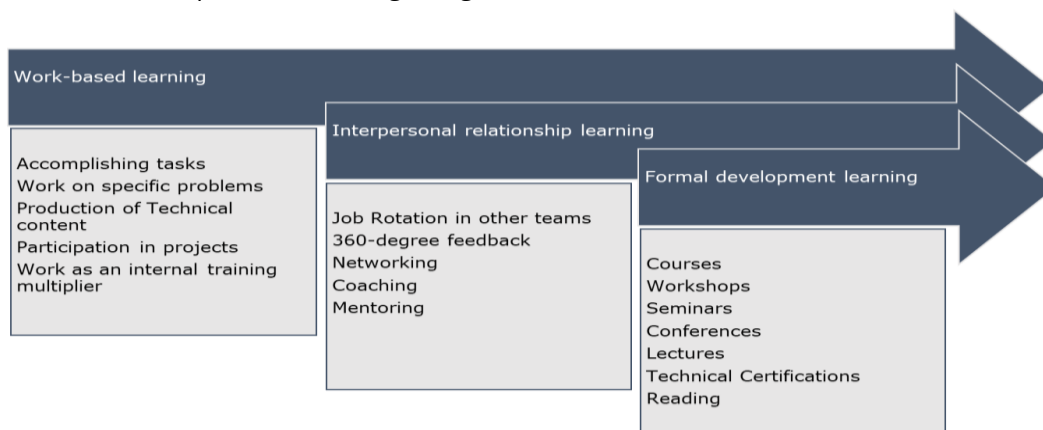 Work-based learning
Accomplishing tasks
Work on specific problems
Production of Technical
content
Participation in projects
Work as an internal training
multiplier
Interpersonal relationship learning
Job Rotation in other teams
360-degree feedback
Networking
Coaching
Mentoring
Formal development learning
Courses
Workshops
Seminars
Conferences
Lectures
Technical Certifications
Reading